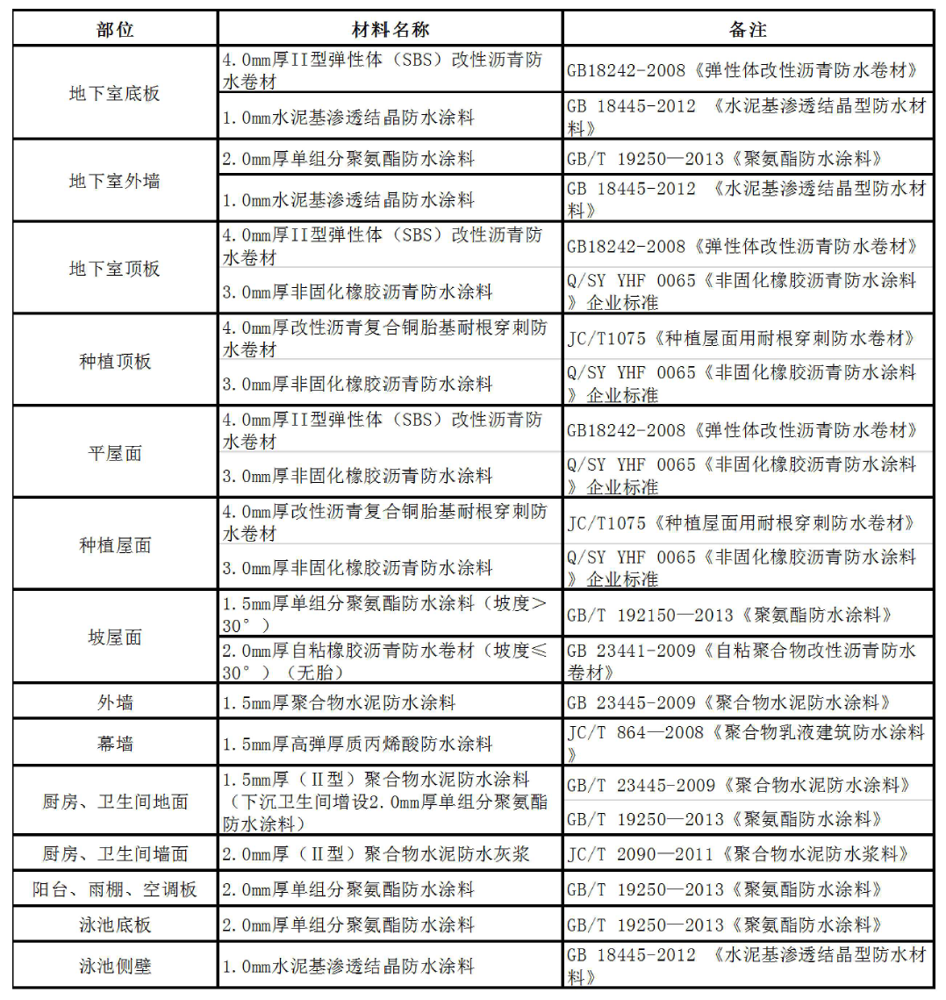 部位 材料名称 备注
地下室底板
4.0mm厚II型弹性体（SBS）改性沥青防
水卷材
GB18242-2008《弹性体改性沥青防水卷材》
1.0mm水泥基渗透结晶防水涂料
GB 18445-2012 《水泥基渗透结晶型防水材
料》
地下室外墙
2.0mm厚单组分聚氨酯防水涂料
GB/T 19250—2013《聚氨酯防水涂料》
1.0mm水泥基渗透结晶防水涂料
GB 18445-2012 《水泥基渗透结晶型防水材
料》
地下室顶板
4.0mm厚II型弹性体（SBS）改性沥青防
水卷材
GB18242-2008《弹性体改性沥青防水卷材》
3.0mm厚非固化橡胶沥青防水涂料
Q/SY YHF 0065《非固化橡胶沥青防水涂料
》企业标准
种植顶板
4.0mm厚改性沥青复合铜胎基耐根穿刺防
水卷材
JC/T1075《种植屋面用耐根穿刺防水卷材》
3.0mm厚非固化橡胶沥青防水涂料
Q/SY YHF 0065《非固化橡胶沥青防水涂料
》企业标准
平屋面
4.0mm厚II型弹性体（SBS）改性沥青防
水卷材
GB18242-2008《弹性体改性沥青防水卷材》
3.0mm厚非固化橡胶沥青防水涂料
Q/SY YHF 0065《非固化橡胶沥青防水涂料
》企业标准
种植屋面
4.0mm厚改性沥青复合铜胎基耐根穿刺防
水卷材
JC/T1075《种植屋面用耐根穿刺防水卷材》
3.0mm厚非固化橡胶沥青防水涂料
Q/SY YHF 0065《非固化橡胶沥青防水涂料
》企业标准
坡屋面
1.5mm厚单组分聚氨酯防水涂料（坡度＞
30°）
GB/T 192150—2013《聚氨酯防水涂料》
2.0mm厚自粘橡胶沥青防水卷材（坡度≤
30°）（无胎）
GB 23441-2009《自粘聚合物改性沥青防水
卷材》
外墙
1.5mm厚聚合物水泥防水涂料
GB 23445-2009《聚合物水泥防水涂料》
幕墙
1.5mm厚高弹厚质丙烯酸防水涂料
JC/T 864—2008《聚合物乳液建筑防水涂料
》
厨房、卫生间地面
1.5mm厚（Ⅱ型）聚合物水泥防水涂料
（下沉卫生间增设2.0mm厚单组分聚氨酯
防水涂料）
GB/T 23445-2009《聚合物水泥防水涂料》
GB/T 19250—2013《聚氨酯防水涂料》
厨房、卫生间墙面
2.0mm厚（Ⅱ型）聚合物水泥防水灰浆
JC/T 2090—2011《聚合物水泥防水浆料》
阳台、雨棚、空调板
2.0mm厚单组分聚氨酯防水涂料
GB/T 19250—2013《聚氨酯防水涂料》
泳池底板
2.0mm厚单组分聚氨酯防水涂料
GB/T 19250—2013《聚氨酯防水涂料》
泳池侧壁
1.0mm水泥基渗透结晶防水涂料
GB 18445-2012 《水泥基渗透结晶型防水材
料》